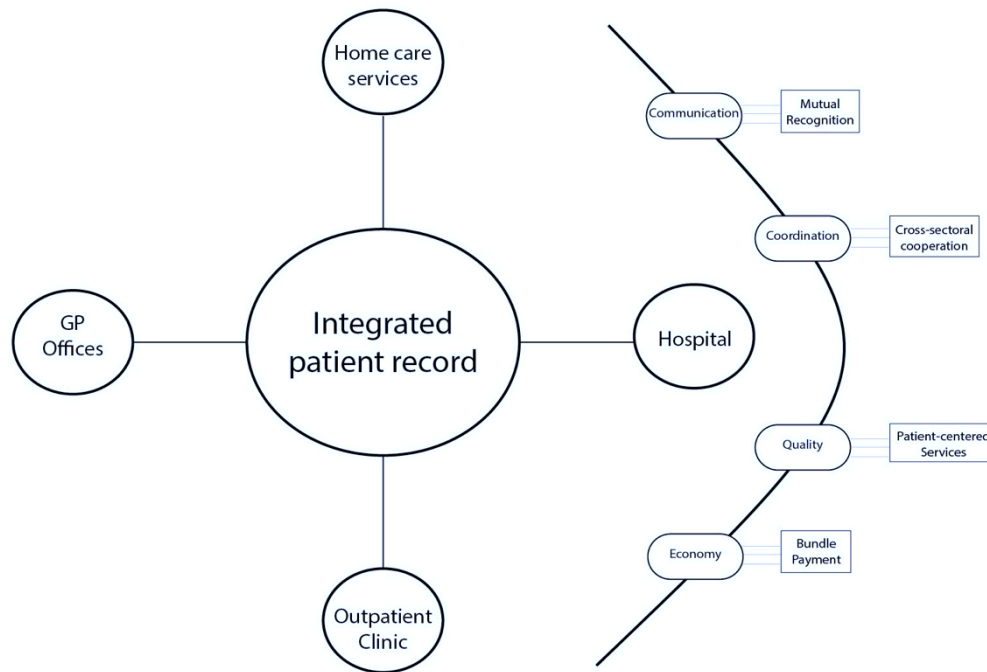 Home care
services
Communication
Mutual
Recognition
Coordination
Cross-sectoral
cooperation
GP
Offices
Integrated
patient record
Hospital
Quality
Patient-centered
Services
Economy
Bundle
Payment
Outpatient
Clinic